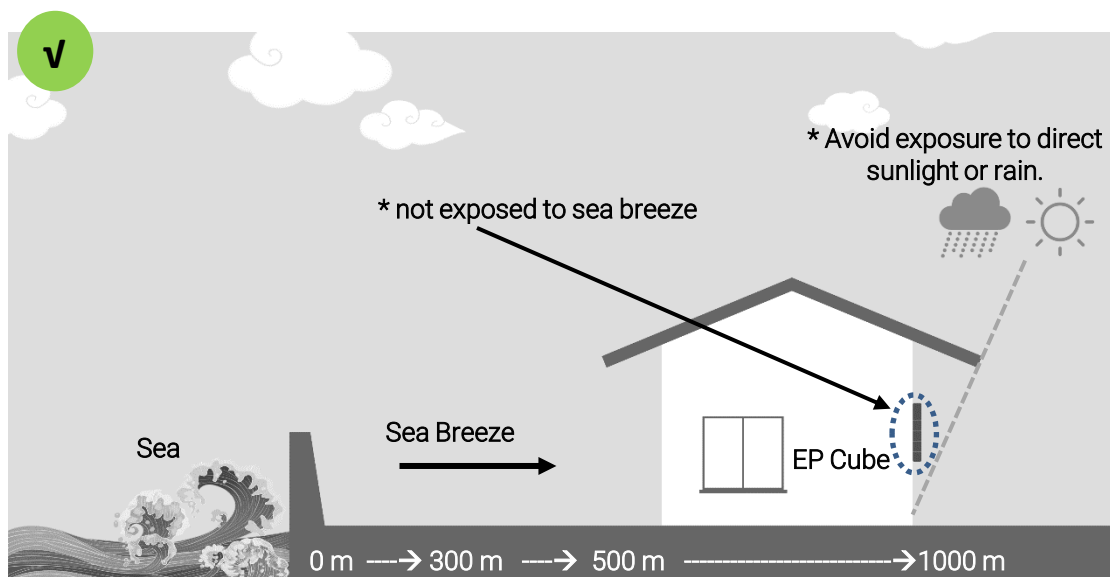 √
* Avoid exposure to direct
sunlight or rain.
* not exposed to sea breeze
Sea Breeze
Sea
EP Cube
0 m ----→ 300 m ----→ 500 m --------------------------→1000 m